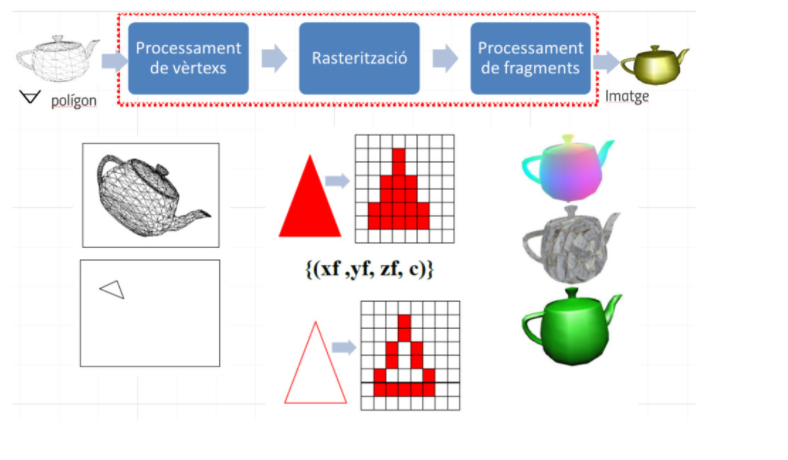 Processament
de vèrtexs
Rasterització
Processament
de fragments
∀ polígon
Imatge
{(xf ,yf, zf, c)}